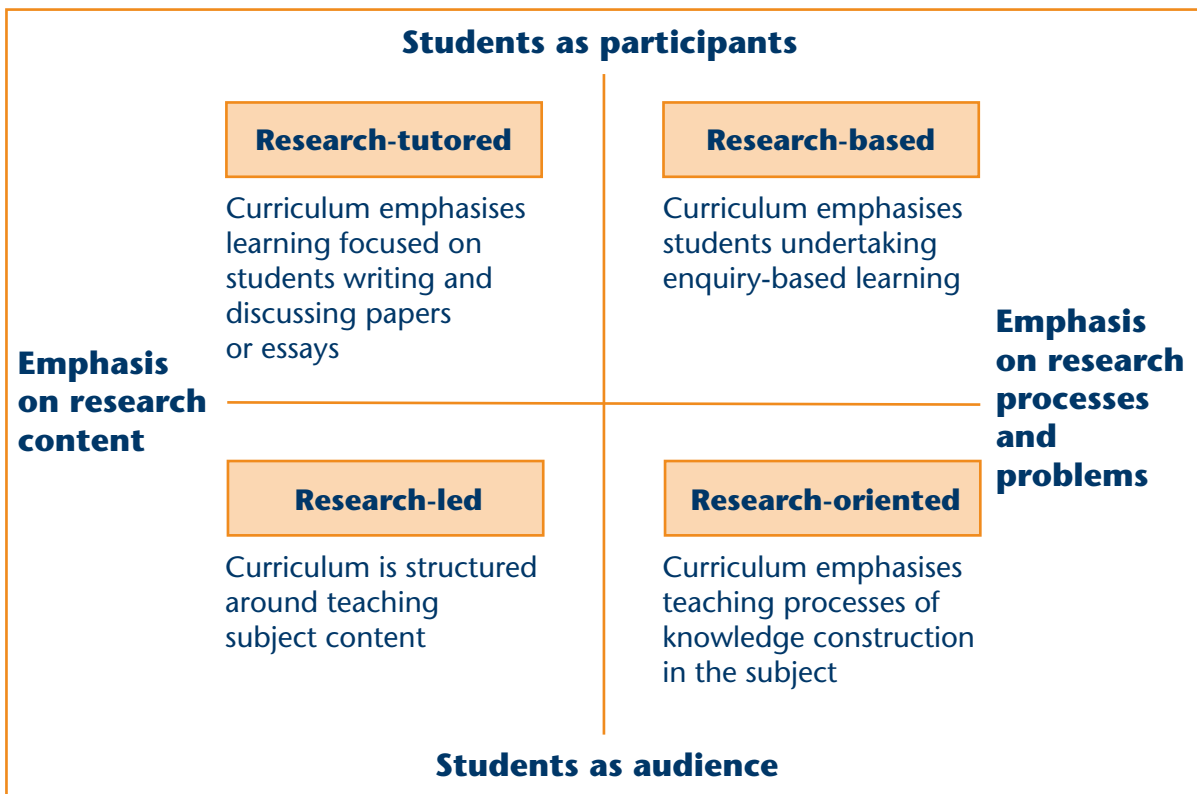 Students as participants
Research-tutored
Curriculum emphasises
learning focused on
students writing and
discussing papers
or essays
Research-based
Curriculum emphasises
students undertaking
enquiry-based learning
Emphasis
on research
content
Emphasis
on research
processes
and
problems
Research-led
Curriculum is structured
around teaching
subject content
Research-oriented
Curriculum emphasises
teaching processes of
knowledge construction
in the subject
Students as audience